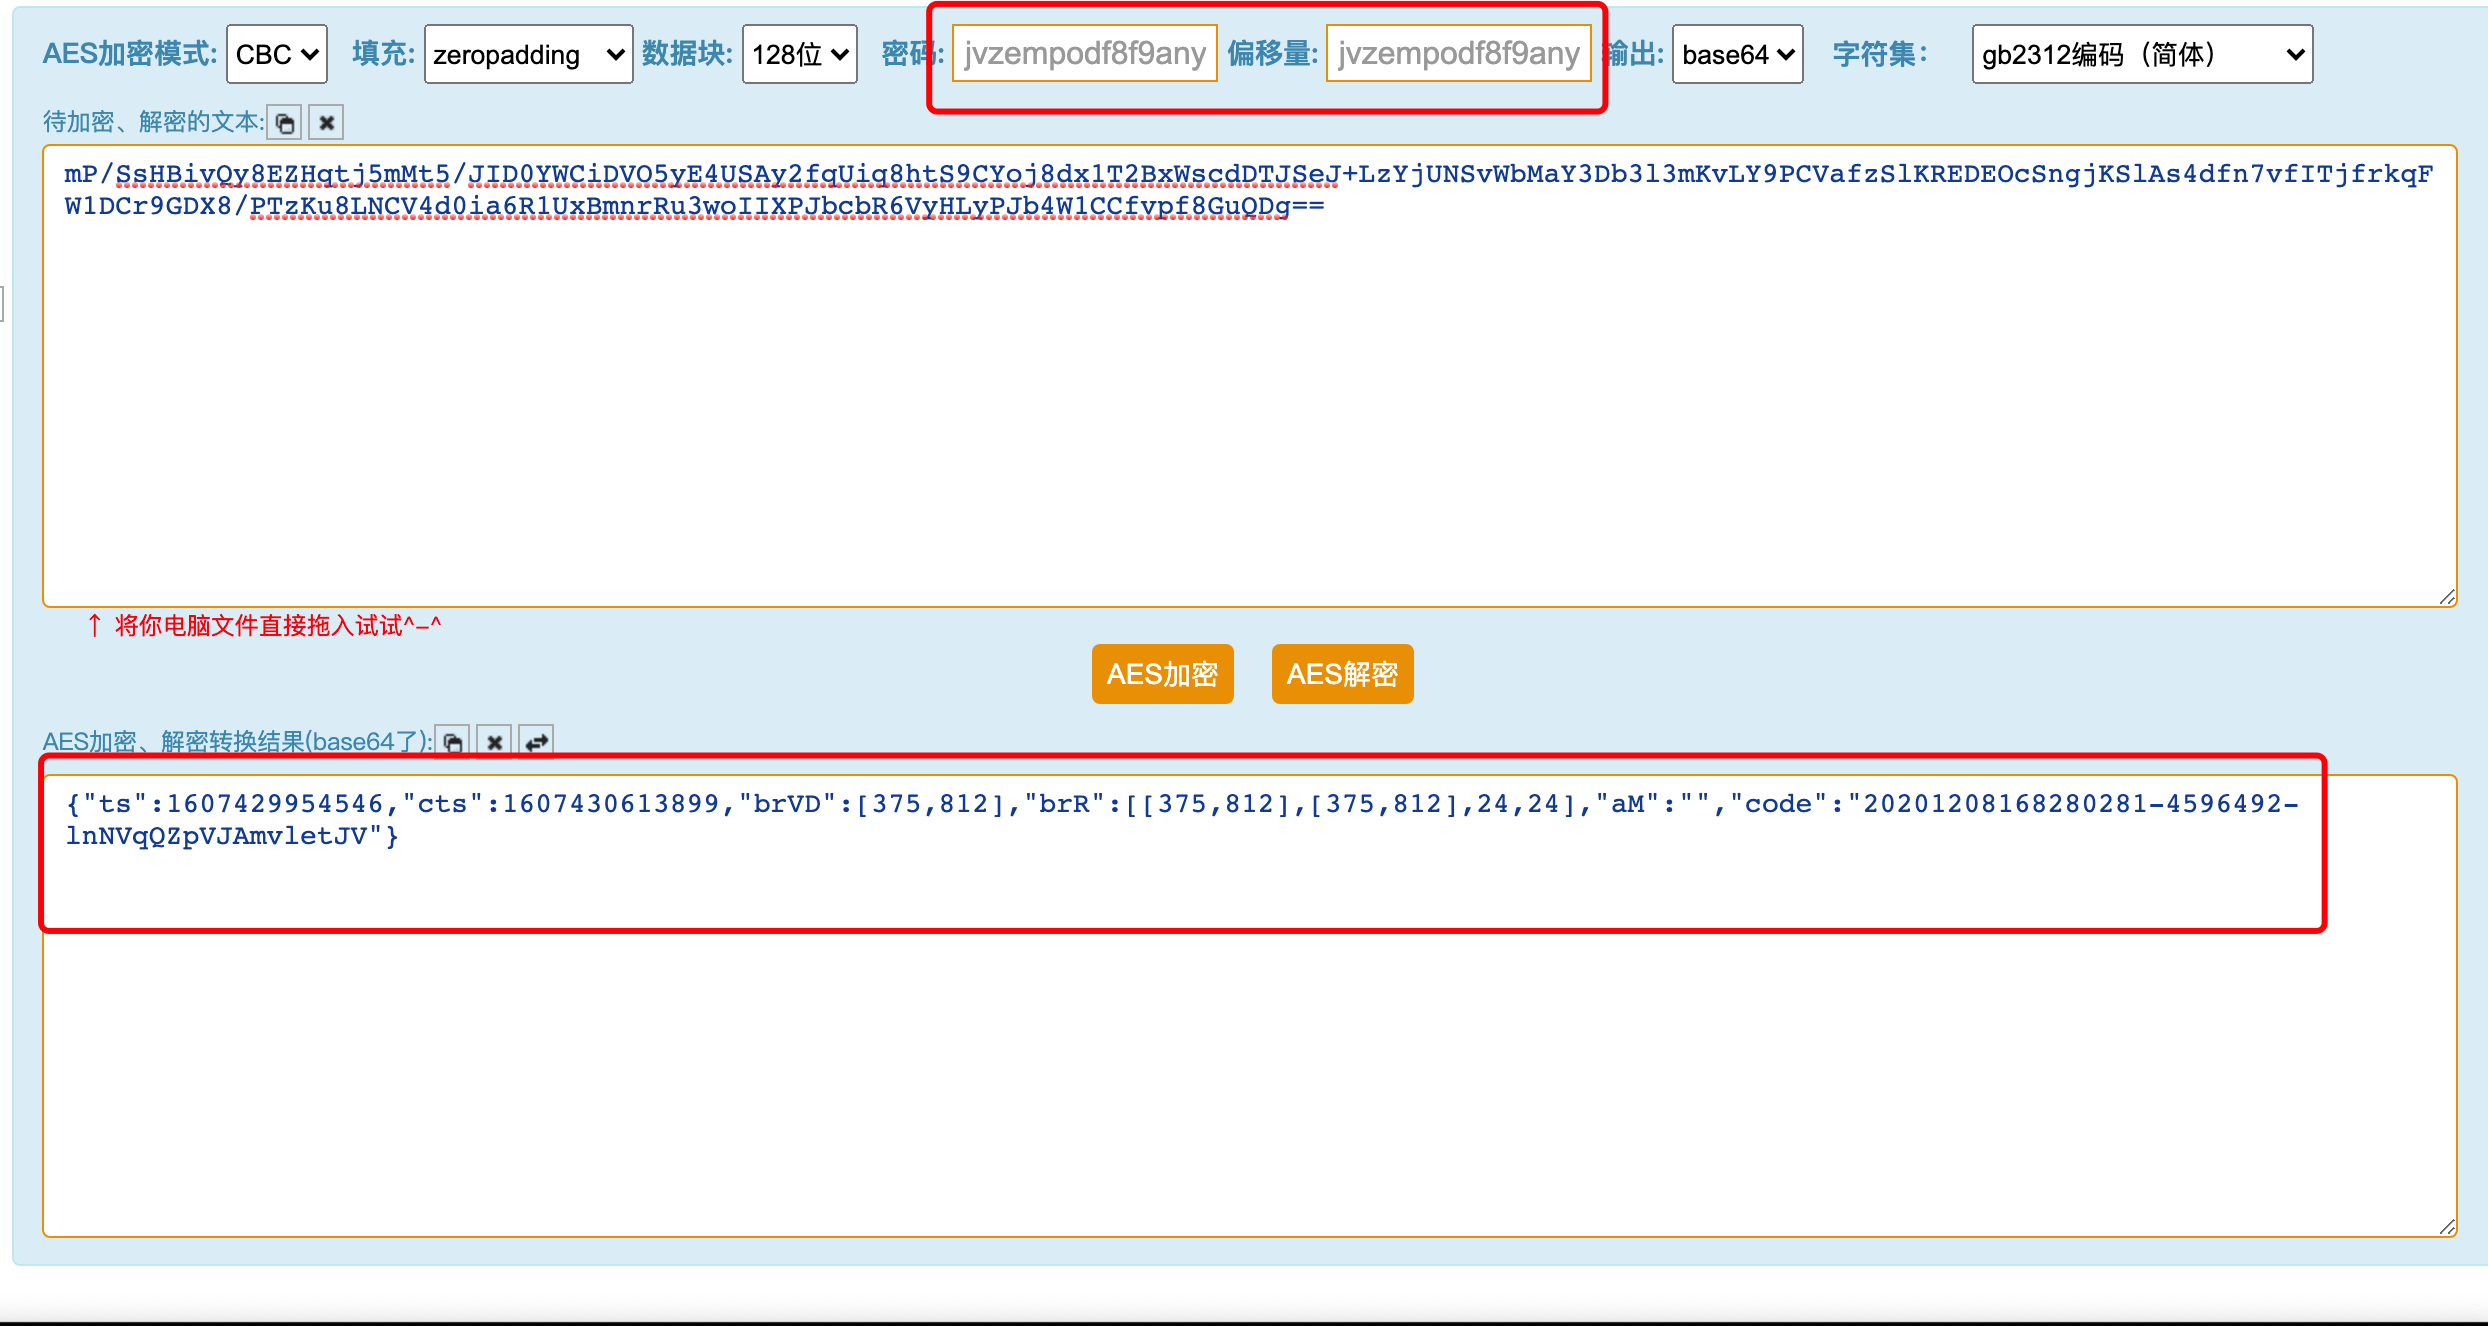 AES加密模式: CBC 填充: zeropadding 数据块: 128位 密码: jvzempodf8f9any 偏移量: jvzempodf8f9any 输出: base64 字符集: gb2312编码（简体）
待加密、解密的文本:
mP/SsHBivQy8EZHqtj5mMt5/JID0YWCiDVO5yE4USAy2fqUiq8htS9CYoj8dx1T2BxWscdDTJSeJ+LzYjUNSvWbMaY3Db3l3mKvLY9PCVafzSlKREDEOcSngjKSlAs4dfn7vfITjfrkqF
W1DCr9GDX8/PTzKu8LNCV4d0ia6R1UxBmnrRu3woIIXPJbcbR6VyHLyPJb4W1CCfvpf8GuQDg==
↑ 将你电脑文件直接拖入试试^-^
AES加密 AES解密
AES加密、解密转换结果(base64了):
{"ts":1607429954546,"cts":1607430613899,"brVD":[375,812],"brR":[[375,812],[375,812],24,24],"aM":"","code":"20201208168280281-4596492-
lnNVqQZpVJAmvletJV"}